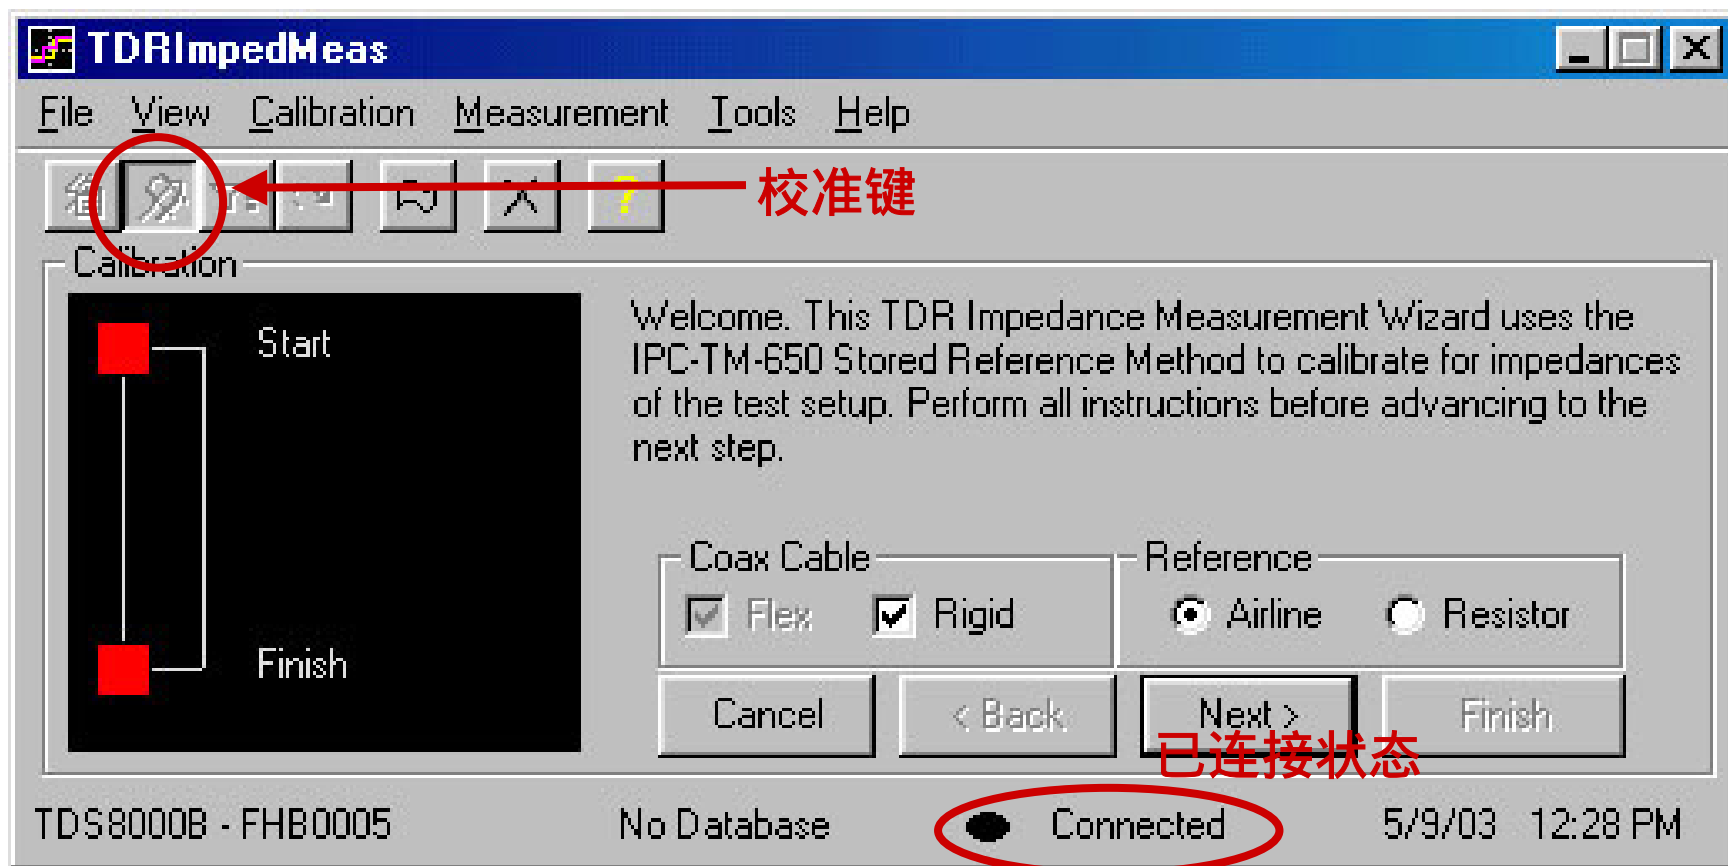 TDRImpedMeas
File View Calibration Measurement Tools Help
?
校准键
Calibration
Start
Finish
Welcome. This TDR Impedance Measurement Wizard uses the
IPC-TM-650 Stored Reference Method to calibrate for impedances
of the test setup. Perform all instructions before advancing to the
next step.
Coax Cable
Flex Rigid
Reference
Airline Resistor
Cancel < Back Next > Finish
已连接状态
TDS8000B - FHB0005 No Database Connected 5/9/03 12:28 PM